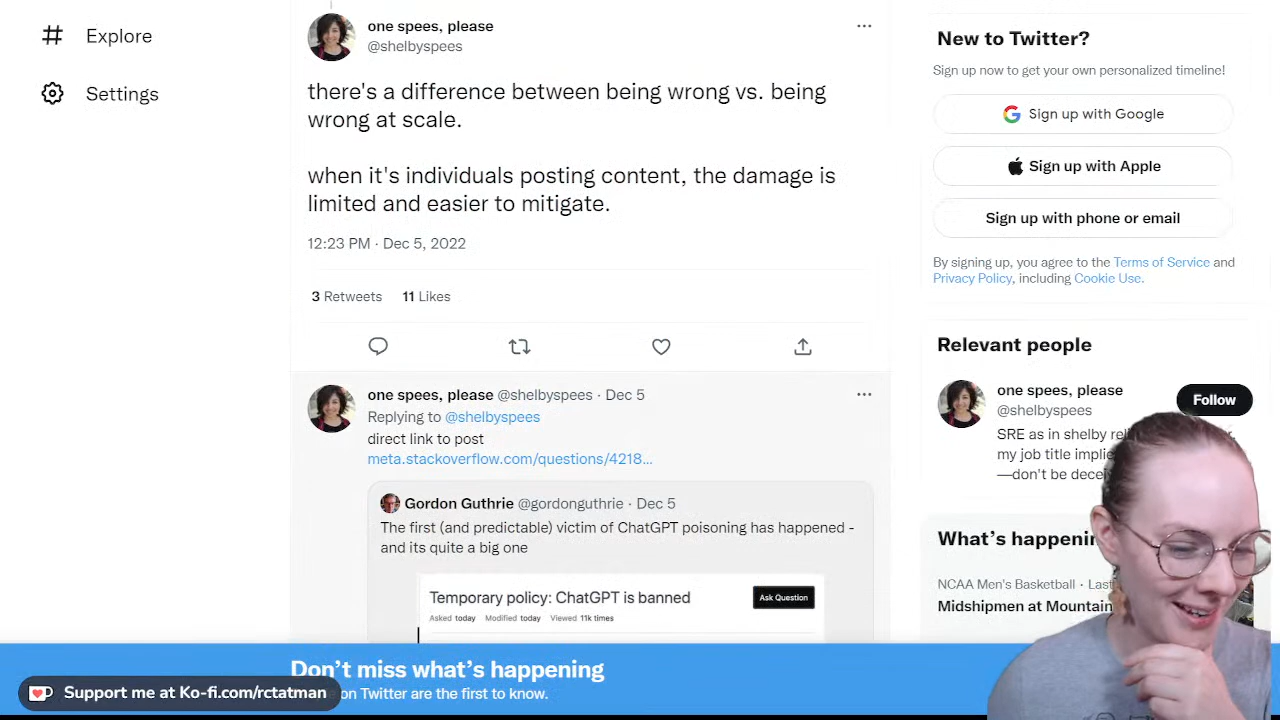 Explore
Settings
one spees, please
@shelbyspees
there's a difference between being wrong vs. being
wrong at scale.
when it's individuals posting content, the damage is
limited and easier to mitigate.
12:23 PM · Dec 5, 2022
3 Retweets 11 Likes
one spees, please @shelbyspees · Dec 5
Replying to @shelbyspees
direct link to post
meta.stackoverflow.com/questions/4218...
Gordon Guthrie @gordonguthrie · Dec 5
The first (and predictable) victim of ChatGPT poisoning has happened -
and its quite a big one
Temporary policy: ChatGPT is banned
Ask Question
Asked today Modified today Viewed 11k times
New to Twitter?
Sign up now to get your own personalized timeline!
Sign up with Google
Sign up with Apple
Sign up with phone or email
By signing up, you agree to the Terms of Service and
Privacy Policy, including Cookie Use.
Relevant people
one spees, please
@shelbyspees
Follow
SRE as in shelby
my job title
—don't be
What's
NCAA Men's Basketball ·
Midshipmen at Mountain
Don't miss what's happening
on Twitter are the first to know.
Support me at Ko-fi.com/rctatman